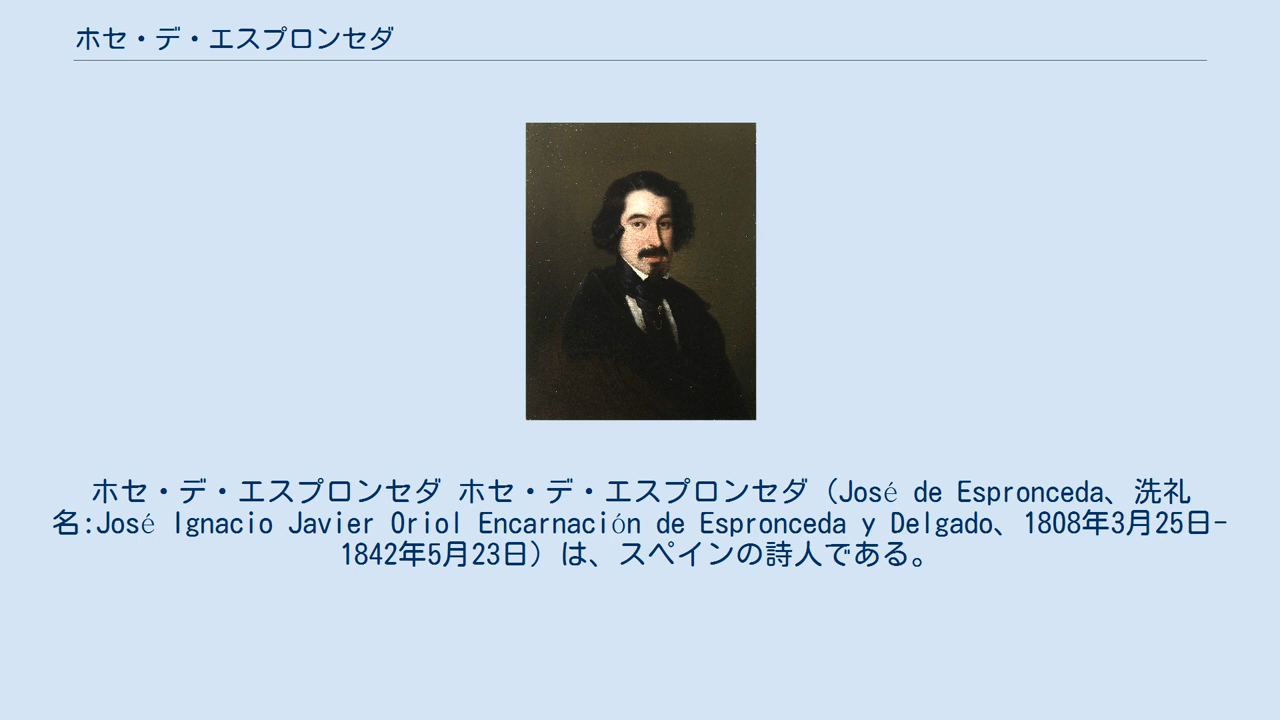 ホセ・デ・エスプロンセダ
ホセ・デ・エスプロンセダ ホセ・デ・エスプロンセダ（José de Espronceda、洗礼
名:José Ignacio Javier Oriol Encarnación de Espronceda y Delgado、1808年3月25日-
1842年5月23日）は、スペインの詩人である。